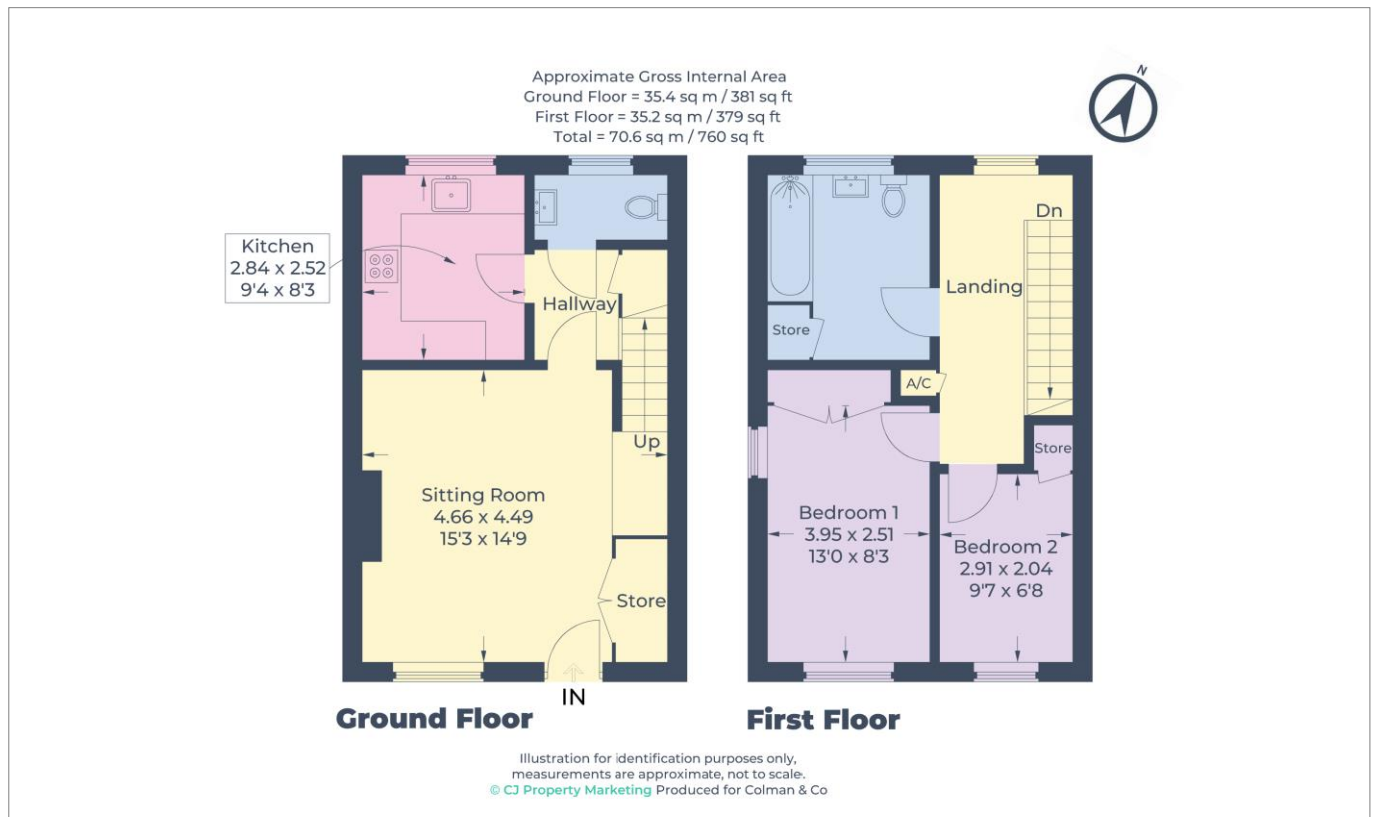 Approximate Gross Internal Area
Ground Floor = 35.4 sq m / 381 sq ft
First Floor = 35.2 sq m / 379 sq ft
Total = 70.6 sq m / 760 sq ft
N
Kitchen
2.84 x 2.52
9'4 x 8'3
Hallway
Up
Sitting Room
4.66 x 4.49
15'3 x 14'9
Store
IN
Ground Floor
Dn
Landing
Store
A/C
Store
Bedroom 1
3.95 x 2.51
13'0 x 8'3
Bedroom 2
2.91 x 2.04
9'7 x 6'8
First Floor
Illustration for identification purposes only,
measurements are approximate, not to scale.
© CJ Property Marketing Produced for Colman & Co